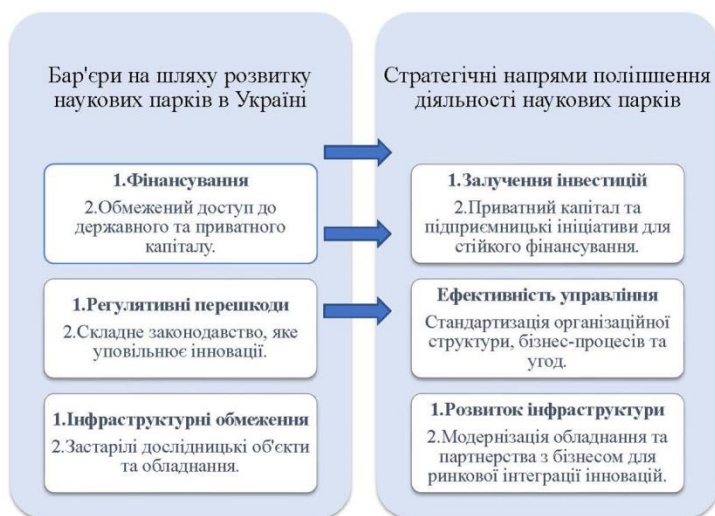 Бар'єри на шляху розвитку
наукових парків в Україні
1.Фінансування
2.Обмежений доступ до
державного та приватного
капіталу.
1.Регулятивні перешкоди
2.Складне законодавство, яке
уповільнює інновації.
1.Інфраструктурні обмеження
2.Застарілі дослідницькі об'єкти
та обладнання.
Стратегічні напрями поліпшення
діяльності наукових парків
1.Залучення інвестицій
2.Приватний капітал та
підприємницькі ініціативи для
стійкого фінансування.
Ефективність управління
Стандартизація організаційної
структури, бізнес-процесів та
угод.
1.Розвиток інфраструктури
2.Модернізація обладнання та
партнерства з бізнесом для
ринкової інтеграції інновацій.